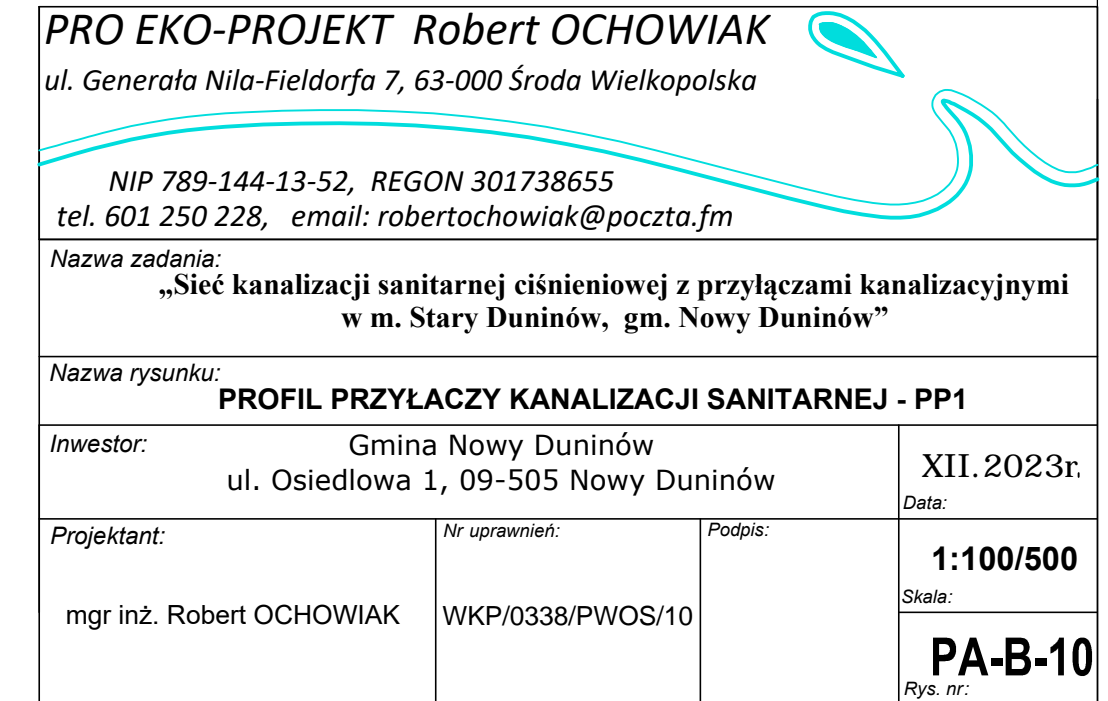 PRO EKO-PROJEKT Robert OCHOWIAK
ul. Generała Nila-Fieldorfa 7, 63-000 Środa Wielkopolska
NIP 789-144-13-52, REGON 301738655
tel. 601 250 228, email: robertochowiak@poczta.fm
Nazwa zadania:
„Sieć kanalizacji sanitarnej ciśnieniowej z przyłączami kanalizacyjnymi
w m. Stary Duninów, gm. Nowy Duninów”
Nazwa rysunku:
PROFIL PRZYŁACZY KANALIZACJI SANITARNEJ - PP1
Inwestor:
Gmina Nowy Duninów
ul. Osiedlowa 1, 09-505 Nowy Duninów
XII.2023r.
Data:
Projektant:
mgr inż. Robert OCHOWIAK
Nr uprawnień:
WKP/0338/PWOS/10
Podpis:
1:100/500
Skala:
PA-B-10
Rys. nr: